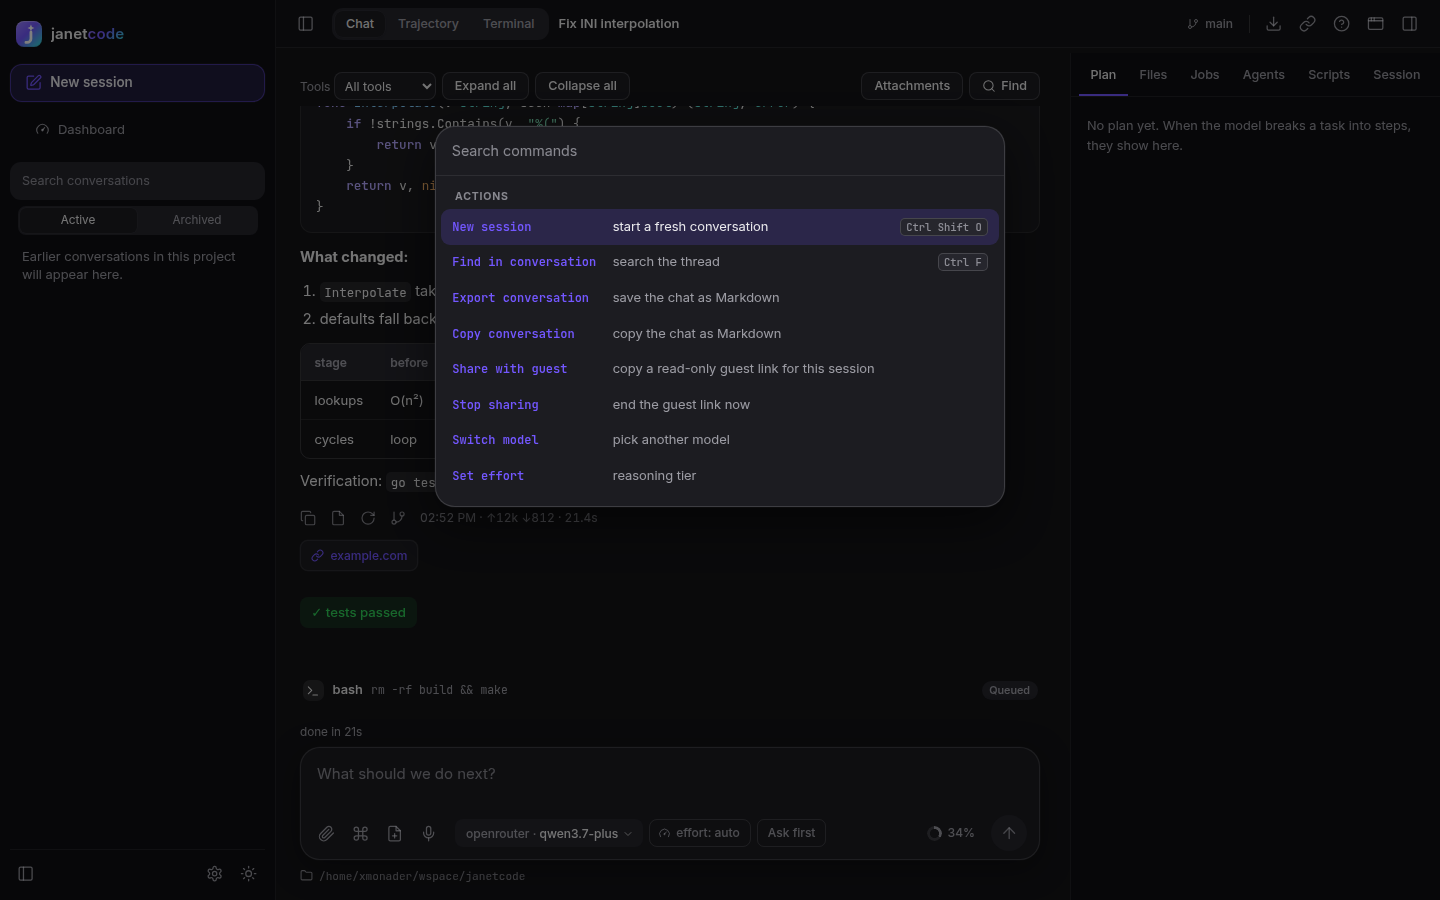 janetcode
New session
Dashboard
Search conversations
Active
Archived
Earlier conversations in this project
will appear here.
Chat
Trajectory
Terminal
Fix INI interpolation
main
Tools
All tools
Expand all
Collapse all
Attachments
Find
if !strings.Contains(v, "%(") {
return v
}
return v, ni
}
What changed:
1. Interpolate tak
2. defaults fall back
stage before
lookups O(n²)
cycles loop
Verification: go tes
02:52 PM · ↑12k ↓812 · 21.4s
example.com
✓ tests passed
bash rm -rf build && make
Queued
done in 21s
What should we do next?
openrouter · qwen3.7-plus
effort: auto
Ask first
34%
/home/xmonader/wspace/janetcode
Search commands
ACTIONS
New session start a fresh conversation Ctrl Shift O
Find in conversation search the thread Ctrl F
Export conversation save the chat as Markdown
Copy conversation copy the chat as Markdown
Share with guest copy a read-only guest link for this session
Stop sharing end the guest link now
Switch model pick another model
Set effort reasoning tier
Plan
Files
Jobs
Agents
Scripts
Session
No plan yet. When the model breaks a task into steps,
they show here.